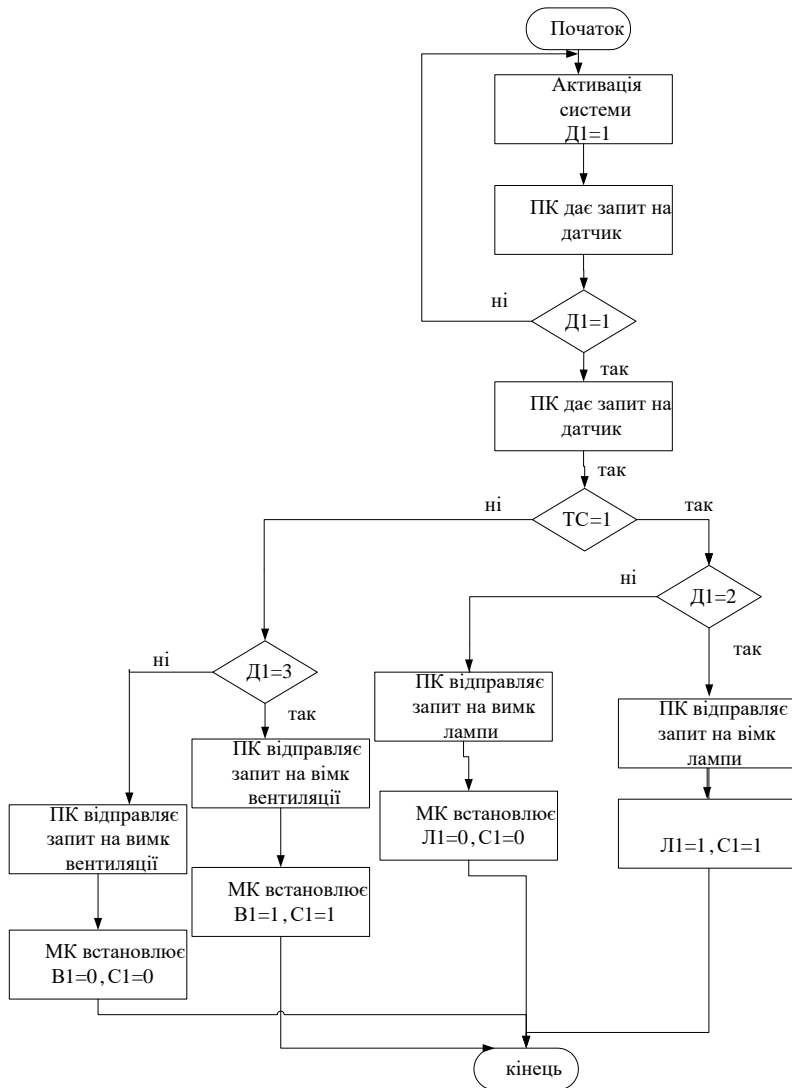 Початок
Активація
системи
Д1=1
ПК дає запит на
датчик
ні
Д1=1
так
ПК дає запит на
датчик
так
ні
ТС=1
так
ні
Д1=2
так
ні
Д1=3
так
ПК відправляє
запит на вимк
лампи
ПК відправляє
запит на вімк
лампи
ПК відправляє
запит на вімк
вентиляції
ПК відправляє
запит на вимк
вентиляції
МК встановлює
Л1=0, С1=0
Л1=1, С1=1
МК встановлює
В1=1, С1=1
МК встановлює
В1=0, С1=0
кінець